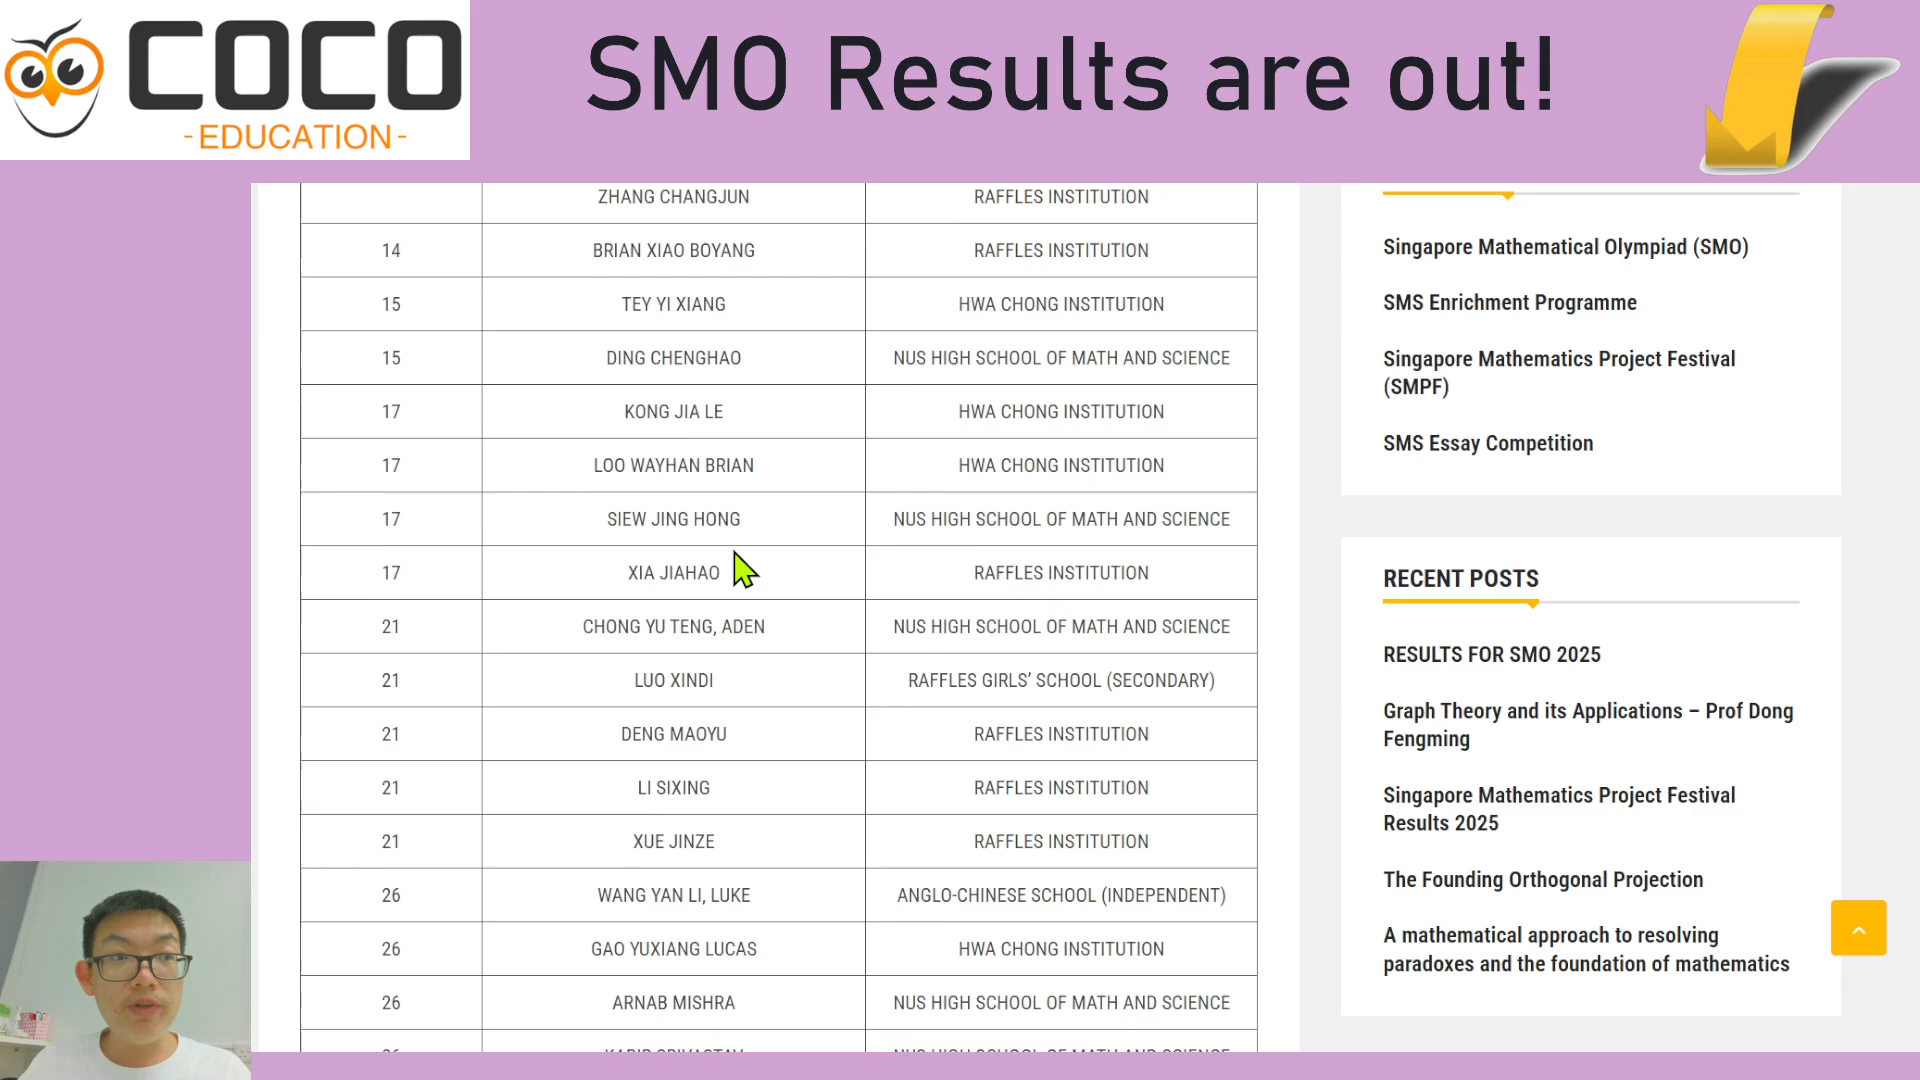 COCO
-EDUCATION-
SMO Results are out!
ZHANG CHANGJUN RAFFLES INSTITUTION
14 BRIAN XIAO BOYANG RAFFLES INSTITUTION
15 TEY YI XIANG HWA CHONG INSTITUTION
15 DING CHENGHAO NUS HIGH SCHOOL OF MATH AND SCIENCE
17 KONG JIA LE HWA CHONG INSTITUTION
17 LOO WAYHAN BRIAN HWA CHONG INSTITUTION
17 SIEW JING HONG NUS HIGH SCHOOL OF MATH AND SCIENCE
17 XIA JIAHAO RAFFLES INSTITUTION
21 CHONG YU TENG, ADEN NUS HIGH SCHOOL OF MATH AND SCIENCE
21 LUO XINDI RAFFLES GIRLS’ SCHOOL (SECONDARY)
21 DENG MAOYU RAFFLES INSTITUTION
21 LI SIXING RAFFLES INSTITUTION
21 XUE JINZE RAFFLES INSTITUTION
26 WANG YAN LI, LUKE ANGLO-CHINESE SCHOOL (INDEPENDENT)
26 GAO YUXIANG LUCAS HWA CHONG INSTITUTION
26 ARNAB MISHRA NUS HIGH SCHOOL OF MATH AND SCIENCE
Singapore Mathematical Olympiad (SMO)
SMS Enrichment Programme
Singapore Mathematics Project Festival
(SMPF)
SMS Essay Competition
RECENT POSTS
RESULTS FOR SMO 2025
Graph Theory and its Applications – Prof Dong
Fengming
Singapore Mathematics Project Festival
Results 2025
The Founding Orthogonal Projection
A mathematical approach to resolving
paradoxes and the foundation of mathematics